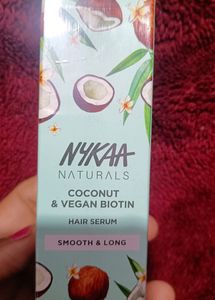 NYKAA
NATURALS
COCONUT
& VEGAN BIOTIN
HAIR SERUM
SMOOTH & LONG